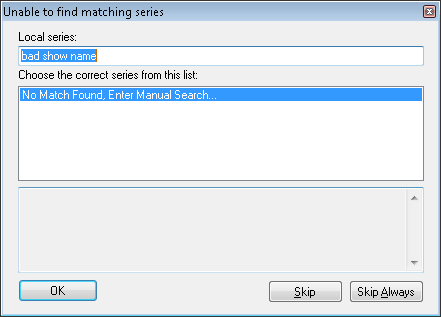 Unable to find matching series
Local series:
bad show name
Choose the correct series from this list:
No Match Found, Enter Manual Search...
OK
Skip
Skip Always